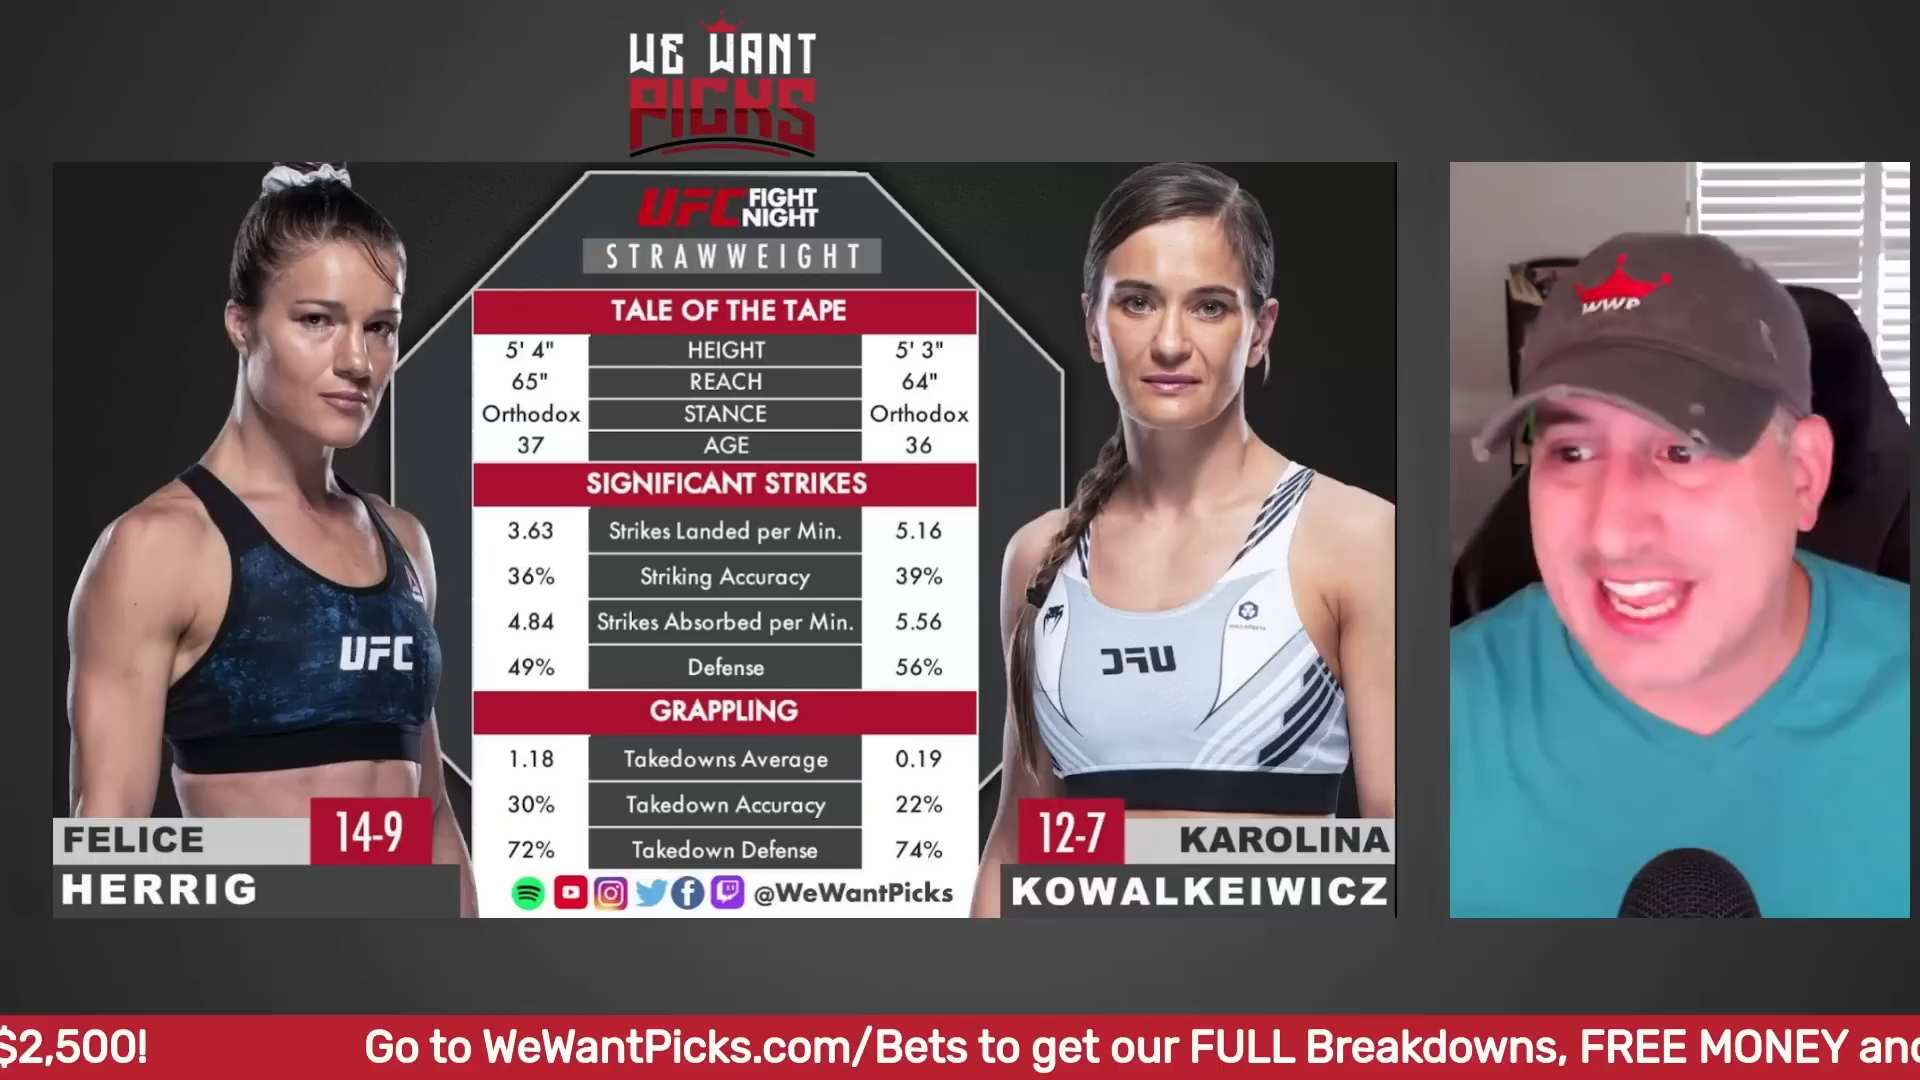 WE WANT
PICKS
UFC FIGHT
NIGHT
STRAWWEIGHT
TALE OF THE TAPE
5' 4" HEIGHT 5' 3"
65" REACH 64"
Orthodox STANCE Orthodox
37 AGE 36
SIGNIFICANT STRIKES
3.63 Strikes Landed per Min. 5.16
36% Striking Accuracy 39%
4.84 Strikes Absorbed per Min. 5.56
49% Defense 56%
GRAPPLING
1.18 Takedowns Average 0.19
30% Takedown Accuracy 22%
72% Takedown Defense 74%
@WeWantPicks
FELICE 14-9
HERRIG
12-7 KAROLINA
KOWALKEIWICZ
UFC
UFC
WWP
$2,500! Go to WeWantPicks.com/Bets to get our FULL Breakdowns, FREE MONEY and